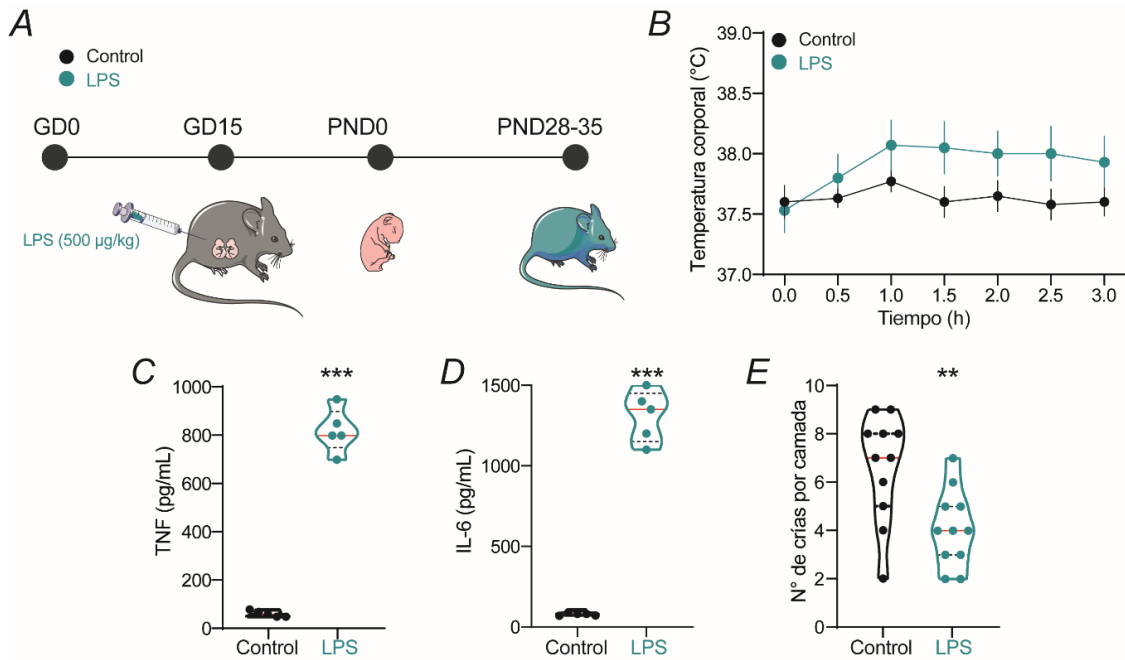 A
Control
LPS
GD0 GD15 PND0 PND28-35
LPS (500 µg/kg)
B
Control
LPS
Temperatura corporal (°C)
39.0
38.5
38.0
37.5
37.0
0.0 0.5 1.0 1.5 2.0 2.5 3.0
Tiempo (h)
C
***
TNF (pg/mL)
1000
800
600
400
200
0
Control LPS
D
***
IL-6 (pg/mL)
1500
1000
500
0
Control LPS
E
**
N° de crías por camada
10
8
6
4
2
0
Control LPS